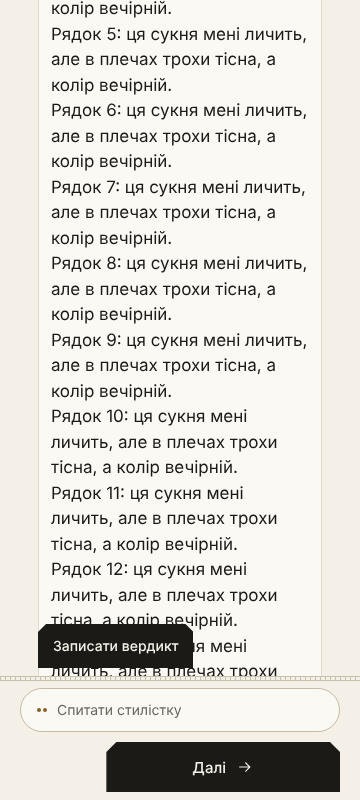 колір вечірній.
Рядок 5: ця сукня мені личить,
але в плечах трохи тісна, а
колір вечірній.
Рядок 6: ця сукня мені личить,
але в плечах трохи тісна, а
колір вечірній.
Рядок 7: ця сукня мені личить,
але в плечах трохи тісна, а
колір вечірній.
Рядок 8: ця сукня мені личить,
але в плечах трохи тісна, а
колір вечірній.
Рядок 9: ця сукня мені личить,
але в плечах трохи тісна, а
колір вечірній.
Рядок 10: ця сукня мені
личить, але в плечах трохи
тісна, а колір вечірній.
Рядок 11: ця сукня мені
личить, але в плечах трохи
тісна, а колір вечірній.
Рядок 12: ця сукня мені
личить, але в плечах трохи
тісна, а колір вечірній.
Записати вердикт
мені
личить, але в плечах трохи
Спитати стилістку
Далі →